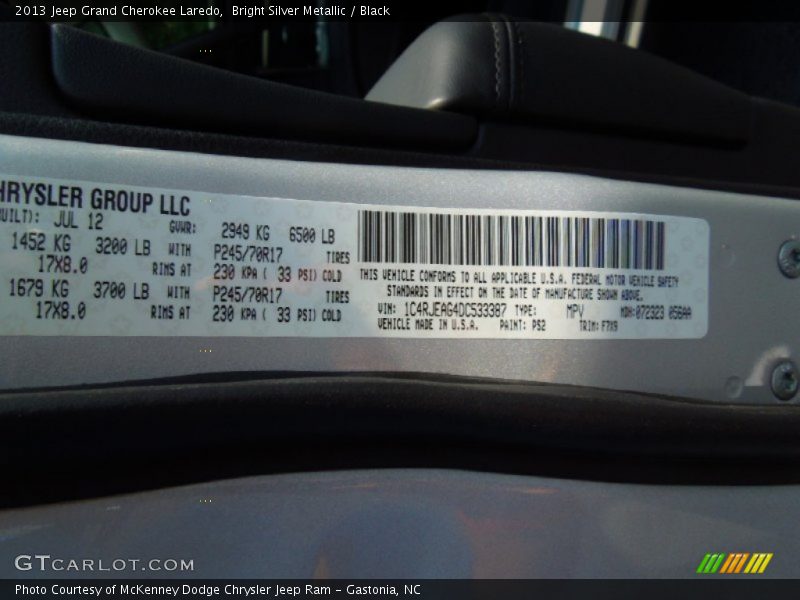 2013 Jeep Grand Cherokee Laredo,  Bright Silver Metallic / Black
HRYSLER GROUP LLC
UILT): JUL 12 GVWR: 2949 KG 6500 LB
1452 KG 3200 LB WITH P245/70R17 TIRES
17X8.0 RIMS AT 230 KPA ( 33 PSI) COLD
1679 KG 3700 LB WITH P245/70R17 TIRES
17X8.0 RIMS AT 230 KPA ( 33 PSI) COLD
THIS VEHICLE CONFORMS TO ALL APPLICABLE U.S.A. FEDERAL MOTOR VEHICLE SAFETY
STANDARDS IN EFFECT ON THE DATE OF MANUFACTURE SHOWN ABOVE.
VIN: 1C4RJEAG4DC533387 TYPE: MPV MDH:072323 058AA
VEHICLE MADE IN U.S.A. PAINT: PS2 TRIM: F7X9
GTCARLOT.COM
Photo Courtesy of McKenney Dodge Chrysler Jeep Ram - Gastonia, NC